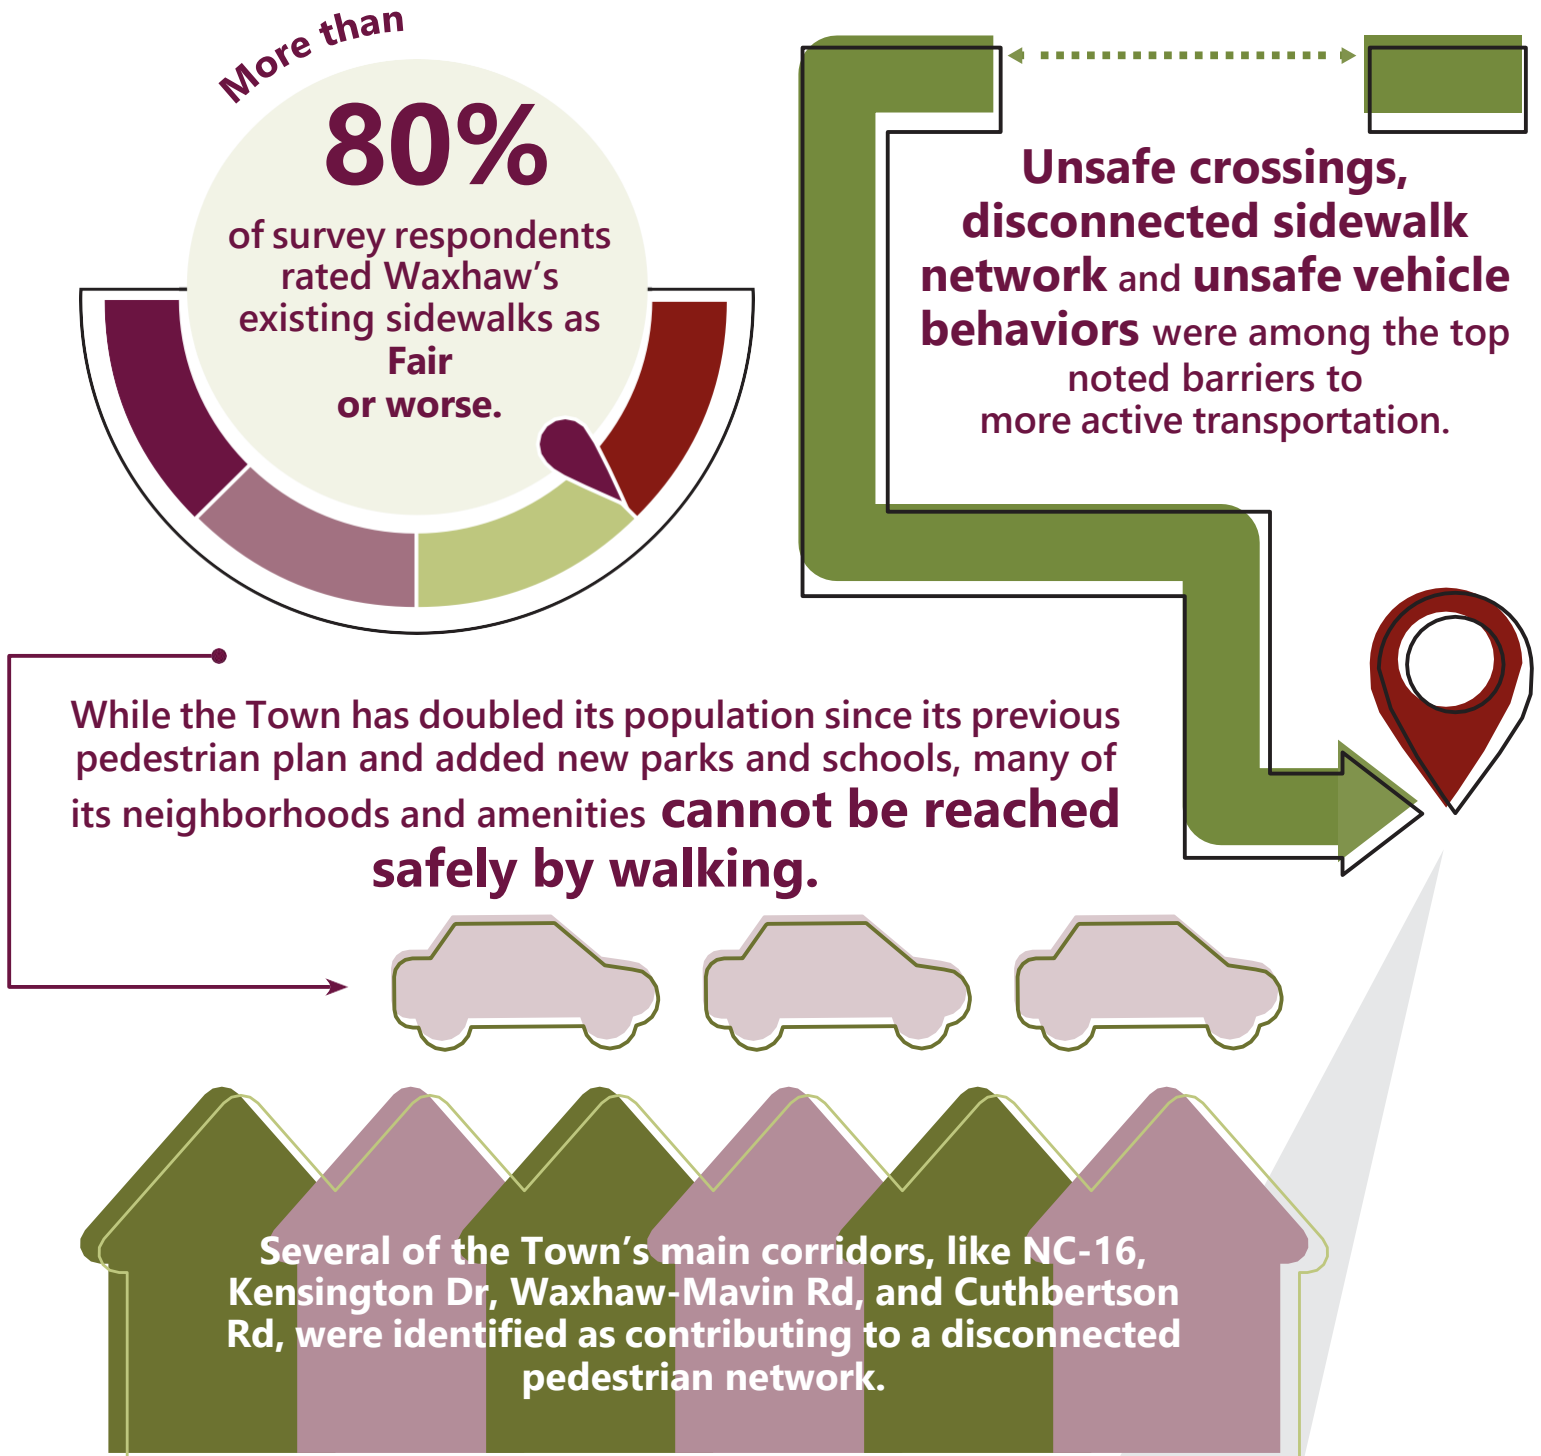 More than
80%
of survey respondents
rated Waxhaw's
existing sidewalks as
Fair
or worse.
Unsafe crossings,
disconnected sidewalk
network and unsafe vehicle
behaviors were among the top
noted barriers to
more active transportation.
While the Town has doubled its population since its previous
pedestrian plan and added new parks and schools, many of
its neighborhoods and amenities cannot be reached
safely by walking.
Several of the Town's main corridors, like NC-16,
Kensington Dr, Waxhaw-Mavin Rd, and Cuthbertson
Rd, were identified as contributing to a disconnected
pedestrian network.